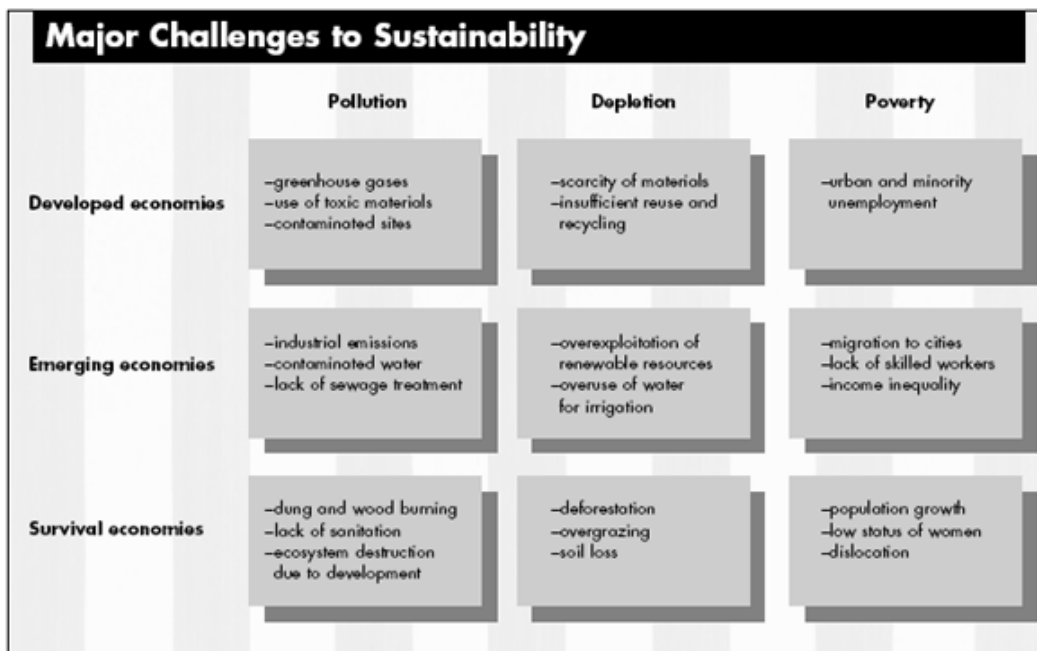 Major Challenges to Sustainability
Pollution Depletion Poverty
Developed economies
–greenhouse gases
–use of toxic materials
–contaminated sites
–scarcity of materials
–insufficient reuse and
recycling
–urban and minority
unemployment
Emerging economies
–industrial emissions
–contaminated water
–lack of sewage treatment
–overexploitation of
renewable resources
–overuse of water
for irrigation
–migration to cities
–lack of skilled workers
–income inequality
Survival economies
–dung and wood burning
–lack of sanitation
–ecosystem destruction
due to development
–deforestation
–overgrazing
–soil loss
–population growth
–low status of women
–dislocation